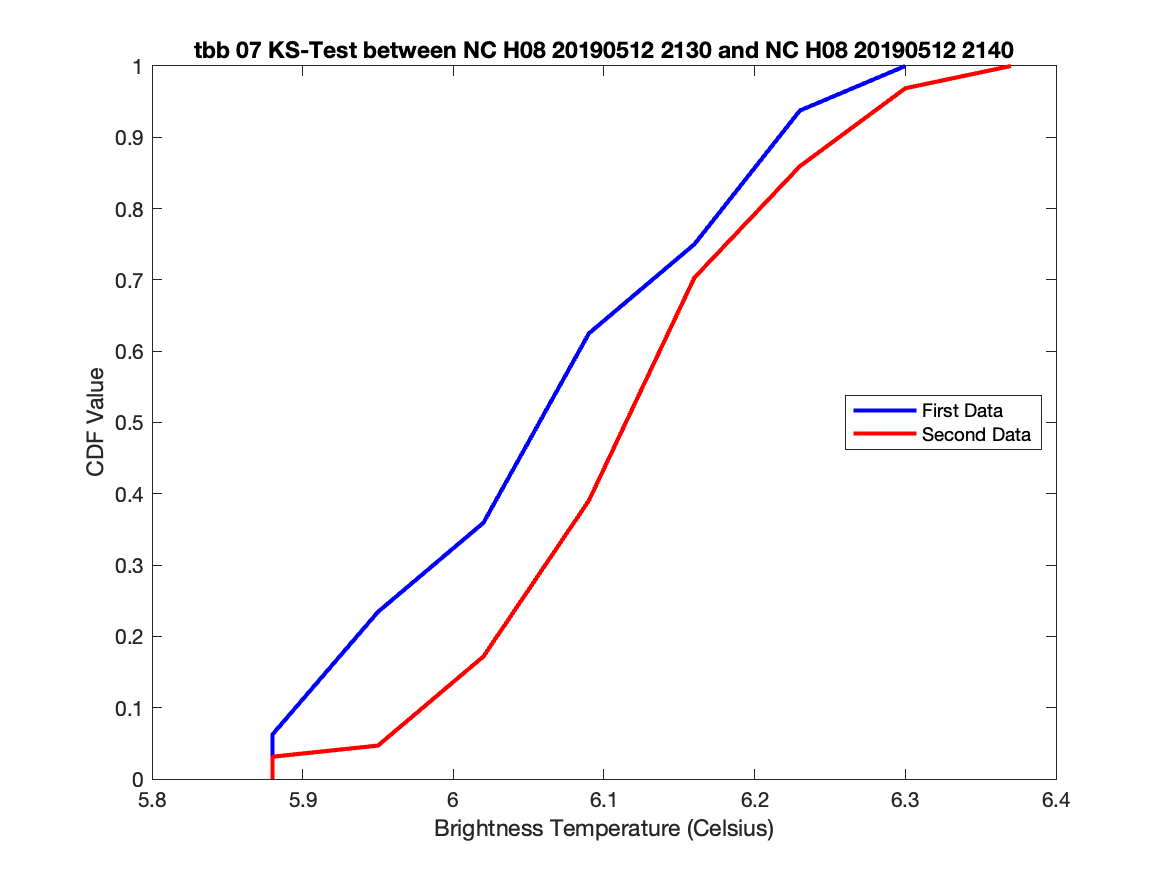 tbb 07 KS-Test between NC H08 20190512 2130 and NC H08 20190512 2140
1
0.9
0.8
0.7
0.6
0.5
0.4
0.3
0.2
0.1
0
CDF Value
First Data
Second Data
5.8 5.9 6 6.1 6.2 6.3 6.4
Brightness Temperature (Celsius)